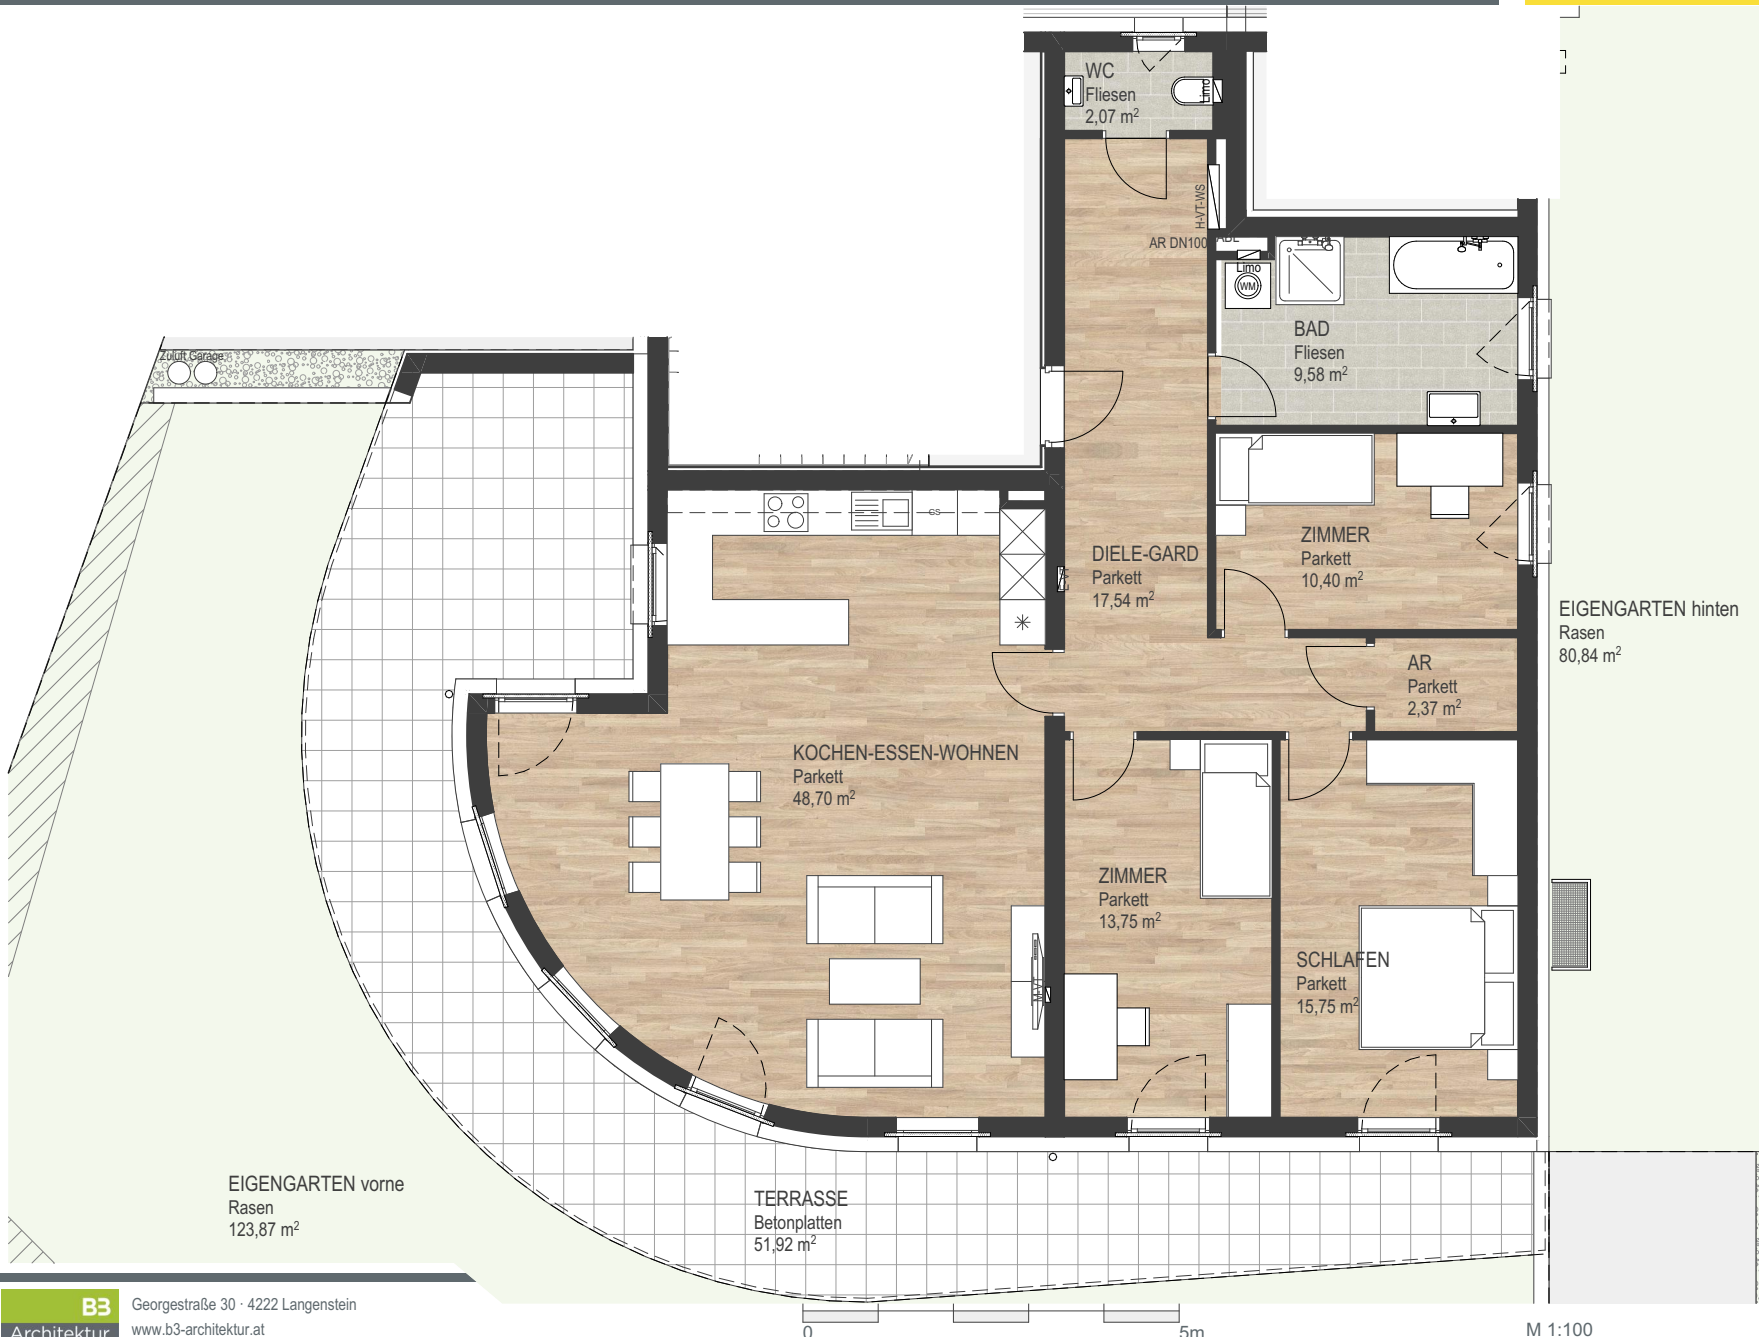 WC
Fliesen
2,07 m²
Limo
H-VT-WS
AR DN100
ABL
Limo
WM
BAD
Fliesen
9,58 m²
Zuluft Garage
GS
ZIMMER
Parkett
10,40 m²
DIELE-GARD
Parkett
17,54 m²
EIGENGARTEN hinten
Rasen
80,84 m²
AR
Parkett
2,37 m²
KOCHEN-ESSEN-WOHNEN
Parkett
48,70 m²
ZIMMER
Parkett
13,75 m²
SCHLAFEN
Parkett
15,75 m²
EIGENGARTEN vorne
Rasen
123,87 m²
TERRASSE
Betonplatten
51,92 m²
B3
Architektur
Georgestraße 30 · 4222 Langenstein
www.b3-architektur.at
0
5m
M 1:100